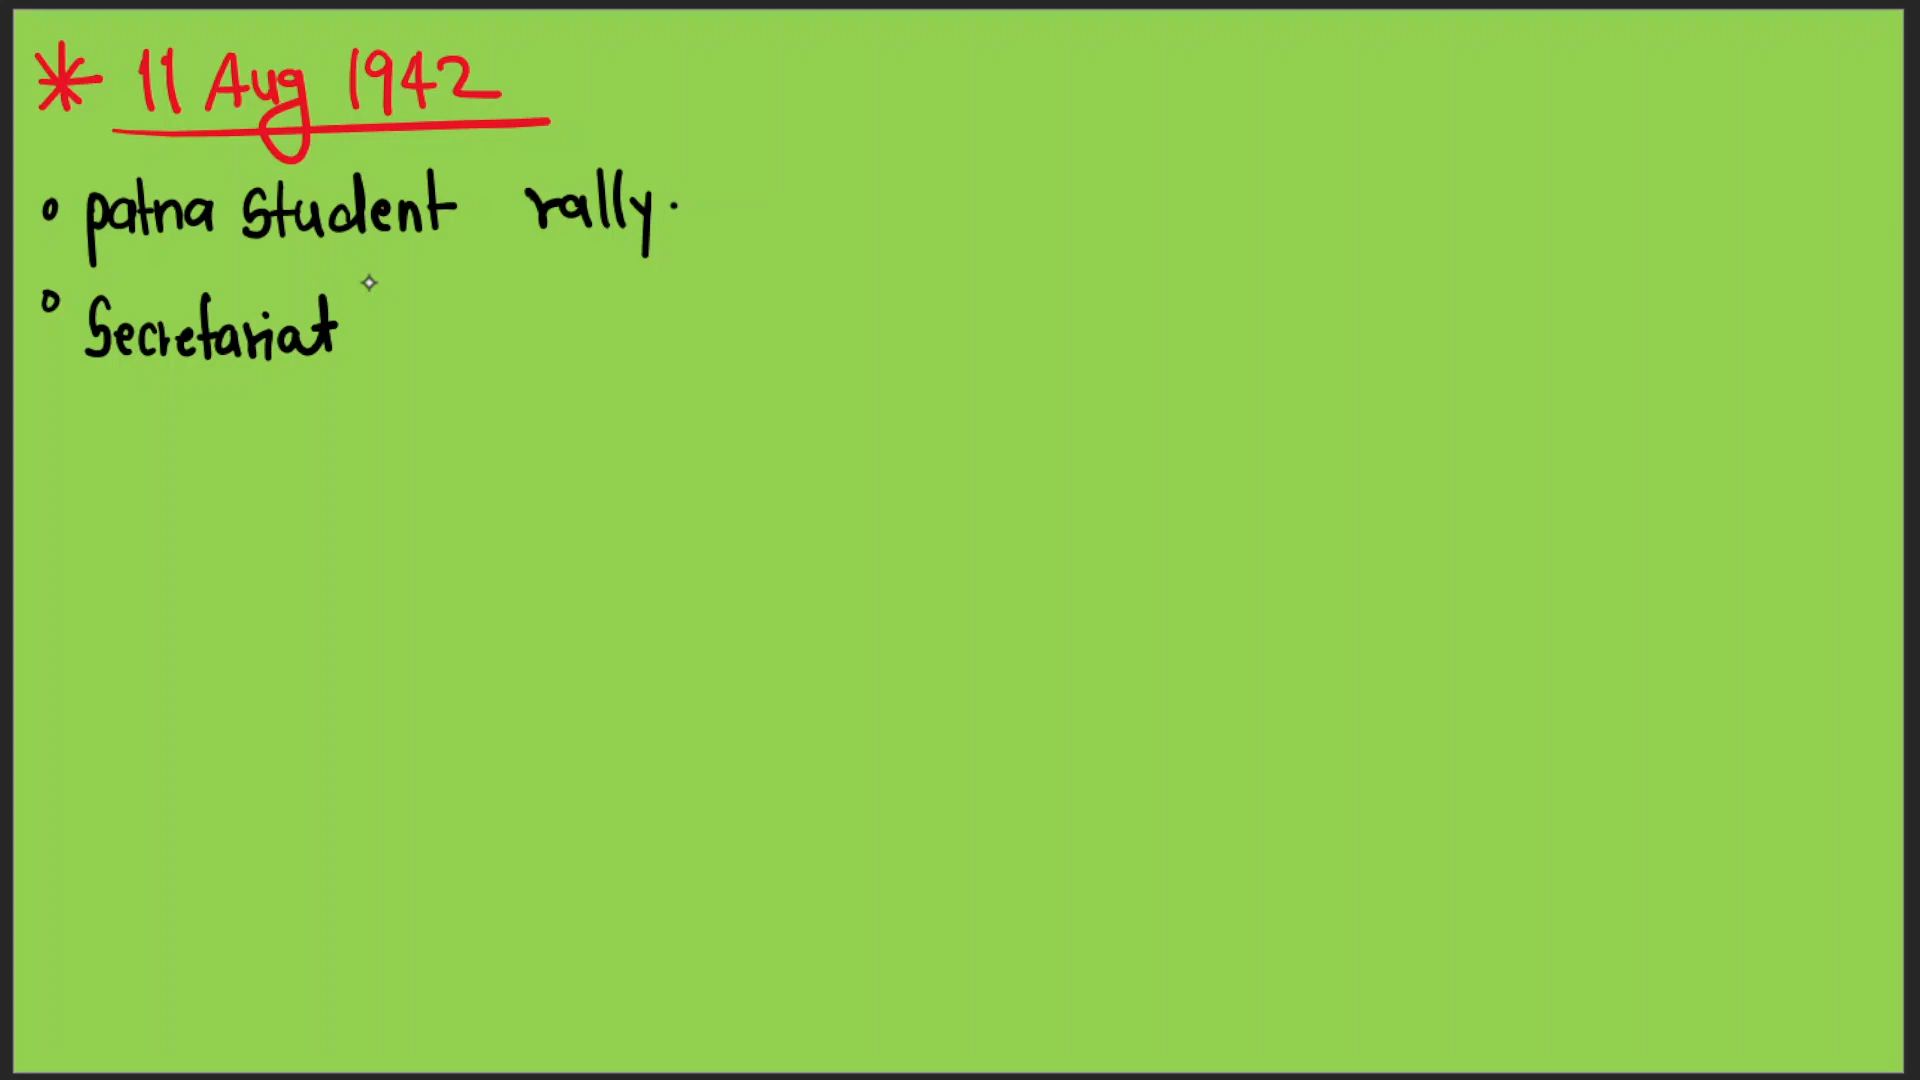 * 11 Aug 1942
• patna student rally.
• Secretariat